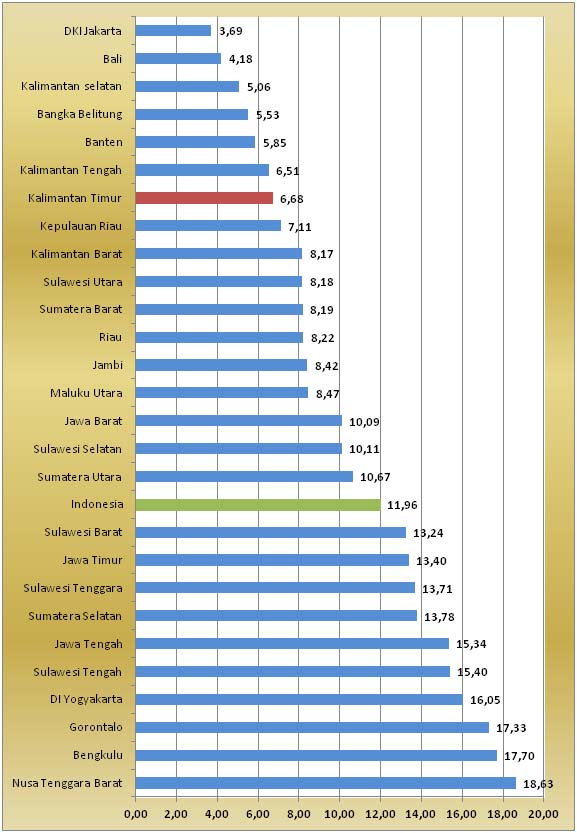 DKI Jakarta 3,69
Bali 4,18
Kalimantan selatan 5,06
Bangka Belitung 5,53
Banten 5,85
Kalimantan Tengah 6,51
Kalimantan Timur 6,68
Kepulauan Riau 7,11
Kalimantan Barat 8,17
Sulawesi Utara 8,18
Sumatera Barat 8,19
Riau 8,22
Jambi 8,42
Maluku Utara 8,47
Jawa Barat 10,09
Sulawesi Selatan 10,11
Sumatera Utara 10,67
Indonesia 11,96
Sulawesi Barat 13,24
Jawa Timur 13,40
Sulawesi Tenggara 13,71
Sumatera Selatan 13,78
Jawa Tengah 15,34
Sulawesi Tengah 15,40
DI Yogyakarta 16,05
Gorontalo 17,33
Bengkulu 17,70
Nusa Tenggara Barat 18,63
0,00 2,00 4,00 6,00 8,00 10,00 12,00 14,00 16,00 18,00 20,00